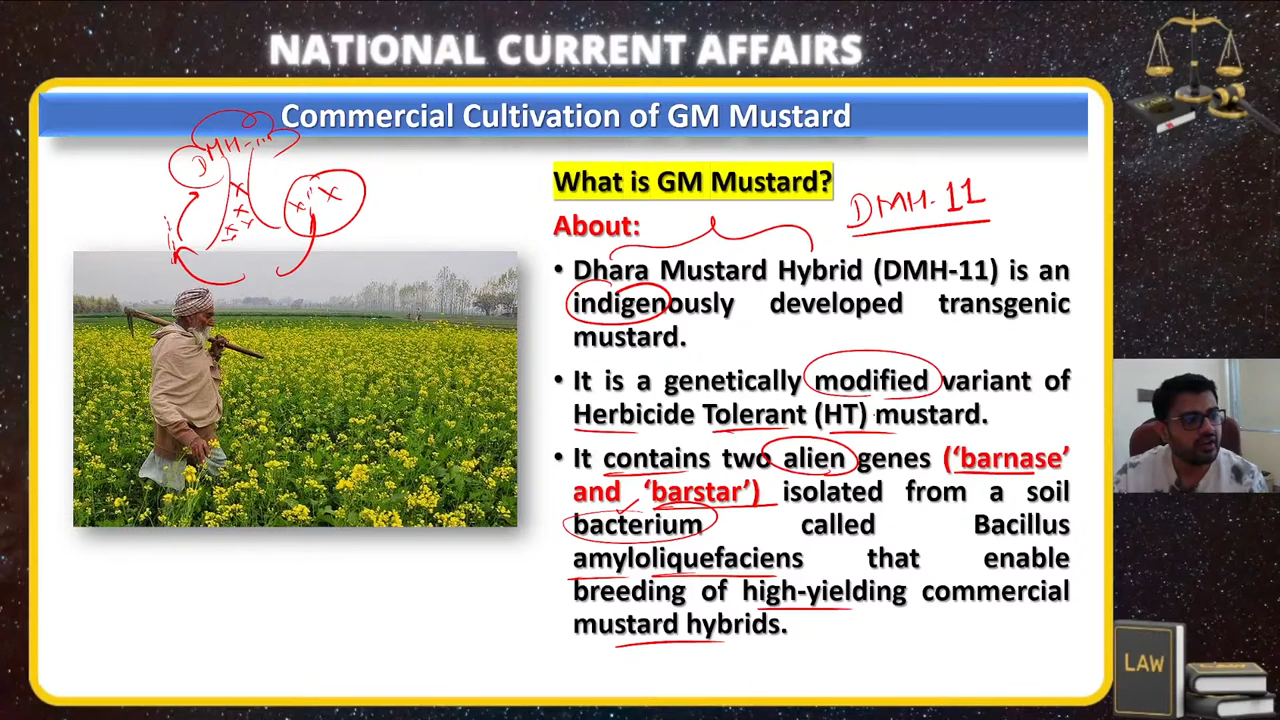 NATIONAL CURRENT AFFAIRS
Commercial Cultivation of GM Mustard
DMH-11
What is GM Mustard?
DMH-11
About:
• Dhara Mustard Hybrid (DMH-11) is an
indigenously developed transgenic
mustard.
• It is a genetically modified variant of
Herbicide Tolerant (HT) mustard.
• It contains two alien genes (‘barnase’
and ‘barstar’) isolated from a soil
bacterium called Bacillus
amyloliquefaciens that enable
breeding of high-yielding commercial
mustard hybrids.
LAW